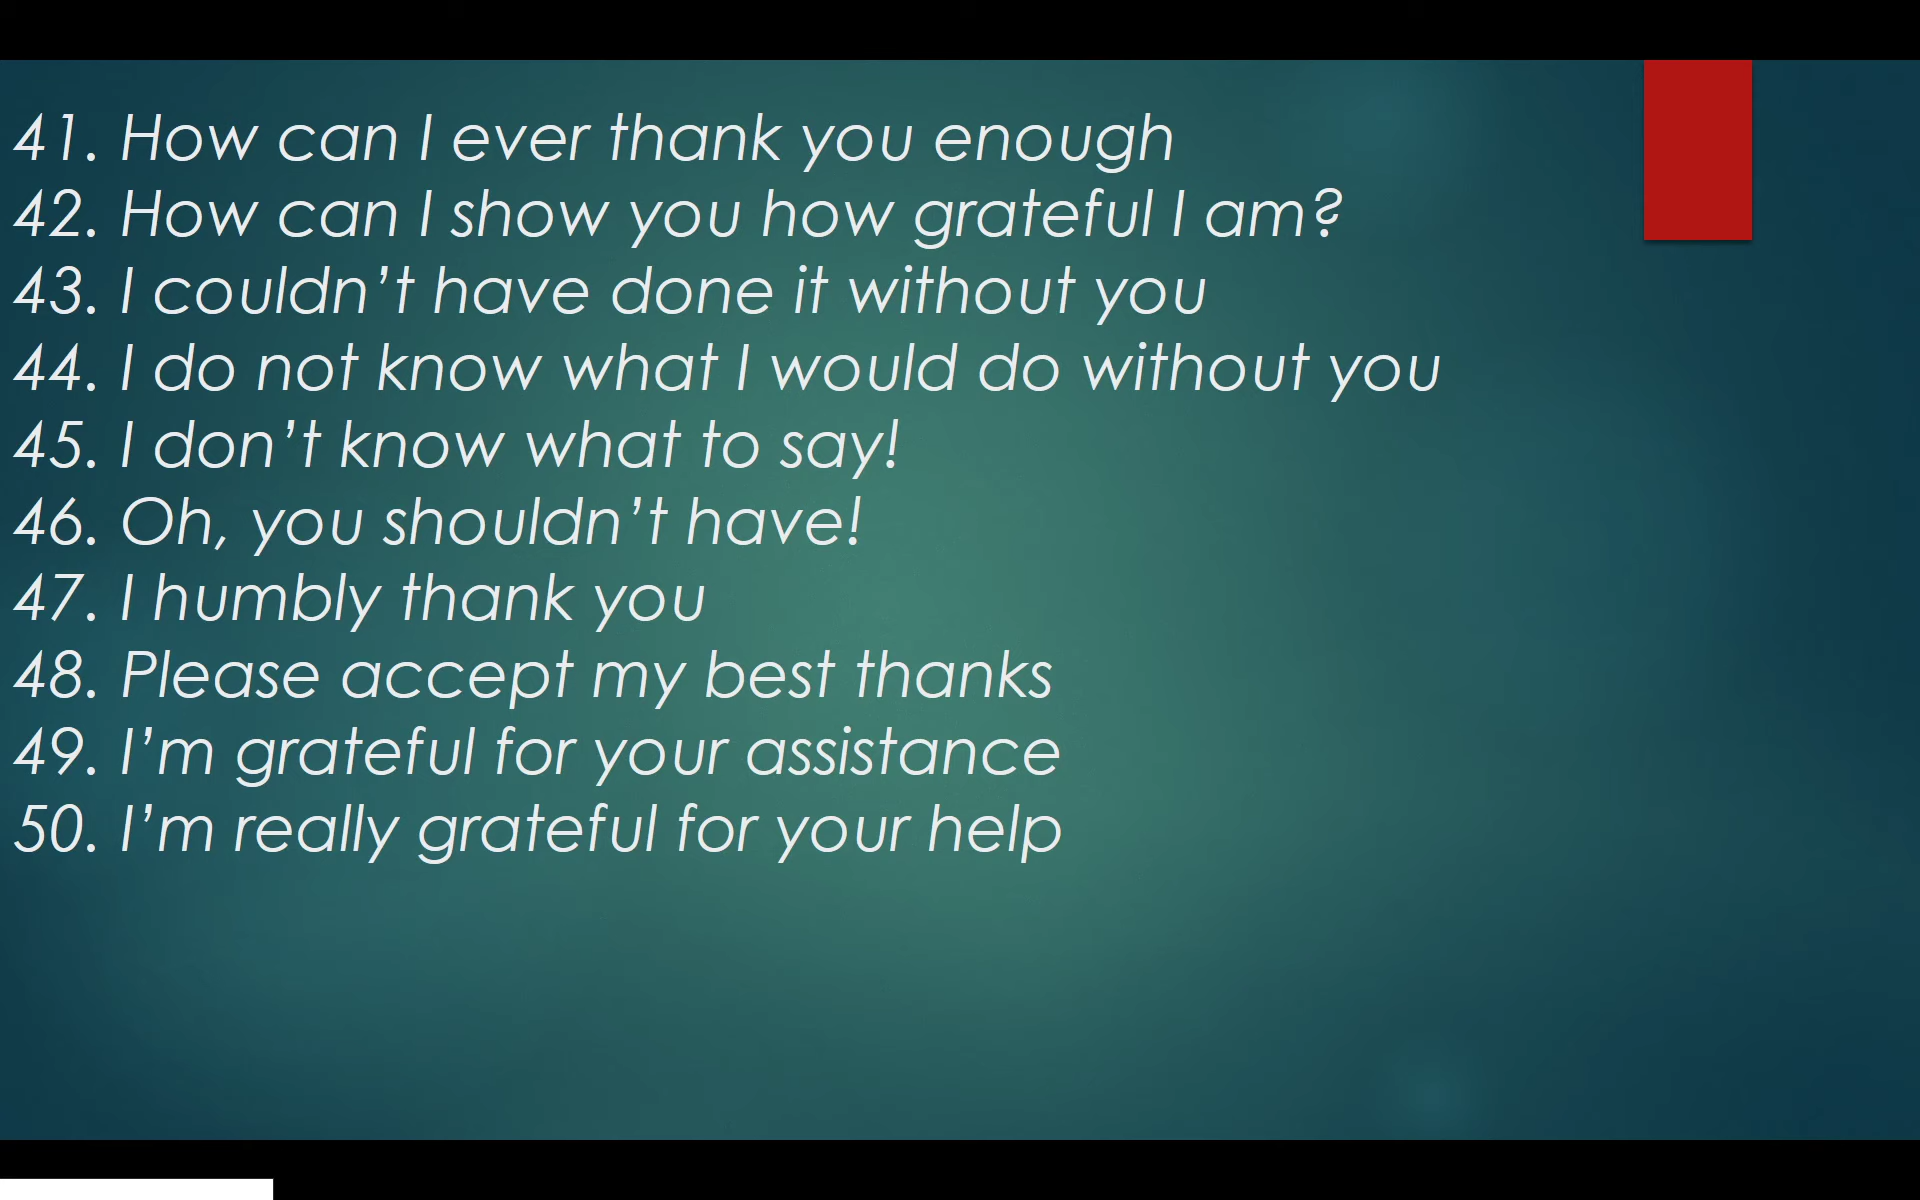 41. How can I ever thank you enough
42. How can I show you how grateful I am?
43. I couldn’t have done it without you
44. I do not know what I would do without you
45. I don’t know what to say!
46. Oh, you shouldn’t have!
47. I humbly thank you
48. Please accept my best thanks
49. I’m grateful for your assistance
50. I’m really grateful for your help